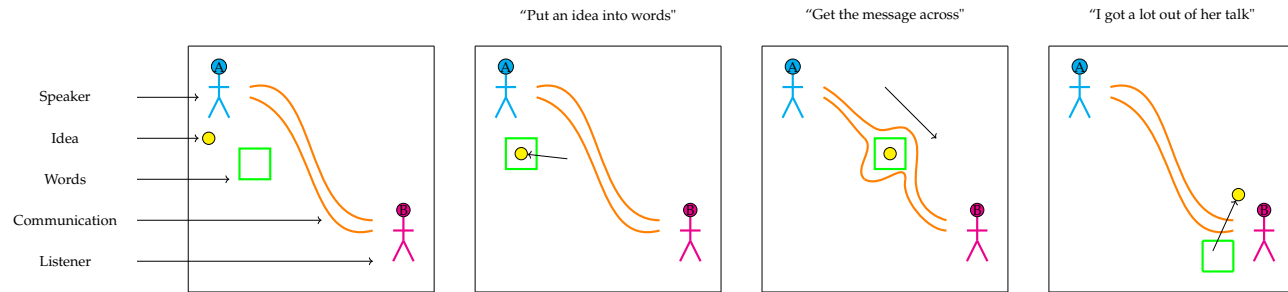 “Put an idea into words"
“Get the message across"
“I got a lot out of her talk"
A
A
A
A
Speaker
Idea
Words
Communication
Listener
B
B
B
B